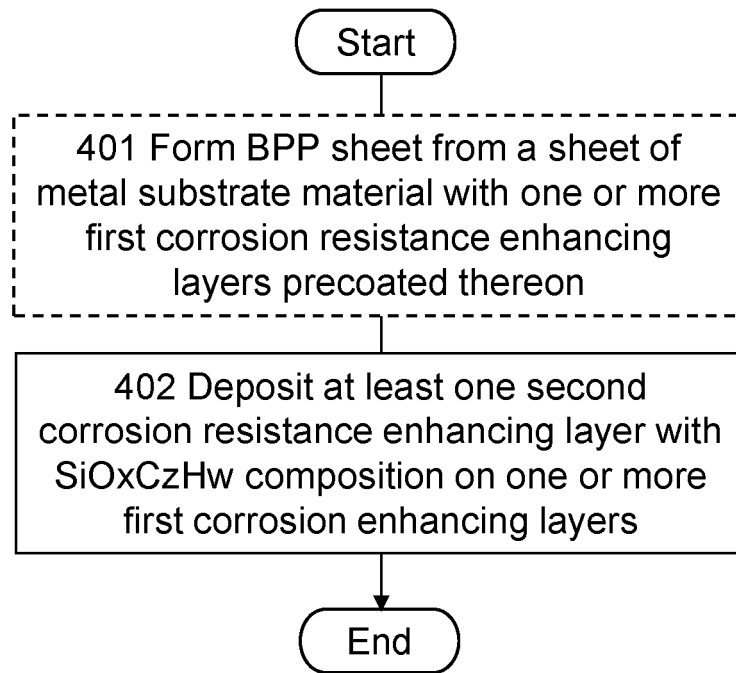 Start
401 Form BPP sheet from a sheet of
metal substrate material with one or more
first corrosion resistance enhancing
layers precoated thereon
402 Deposit at least one second
corrosion resistance enhancing layer with
SiOxCzHw composition on one or more
first corrosion enhancing layers
End